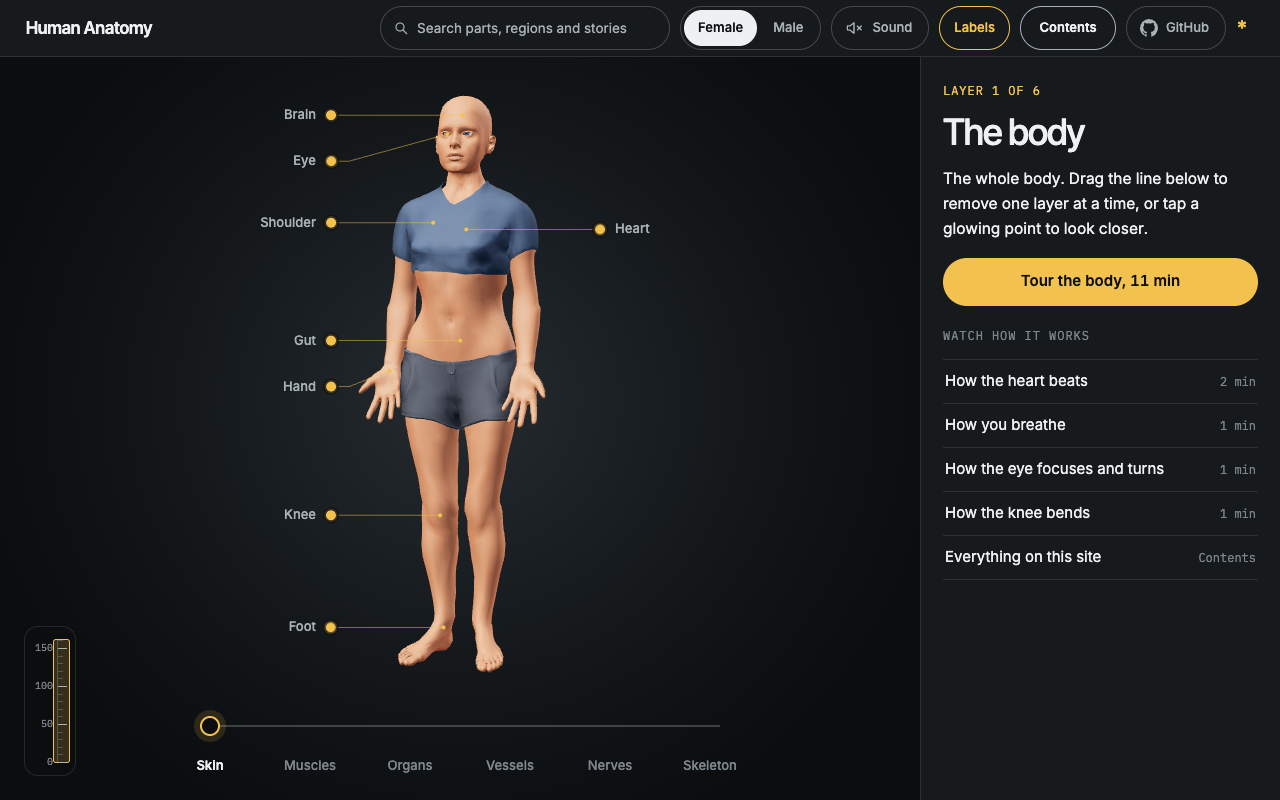 Human Anatomy
Search parts, regions and stories
Female
Male
Sound
Labels
Contents
GitHub
*
Brain
Eye
Shoulder
Heart
Gut
Hand
Knee
Foot
150
100
50
0
Skin
Muscles
Organs
Vessels
Nerves
Skeleton
LAYER 1 OF 6
The body
The whole body. Drag the line below to
remove one layer at a time, or tap a
glowing point to look closer.
Tour the body, 11 min
WATCH HOW IT WORKS
How the heart beats 2 min
How you breathe 1 min
How the eye focuses and turns 1 min
How the knee bends 1 min
Everything on this site Contents